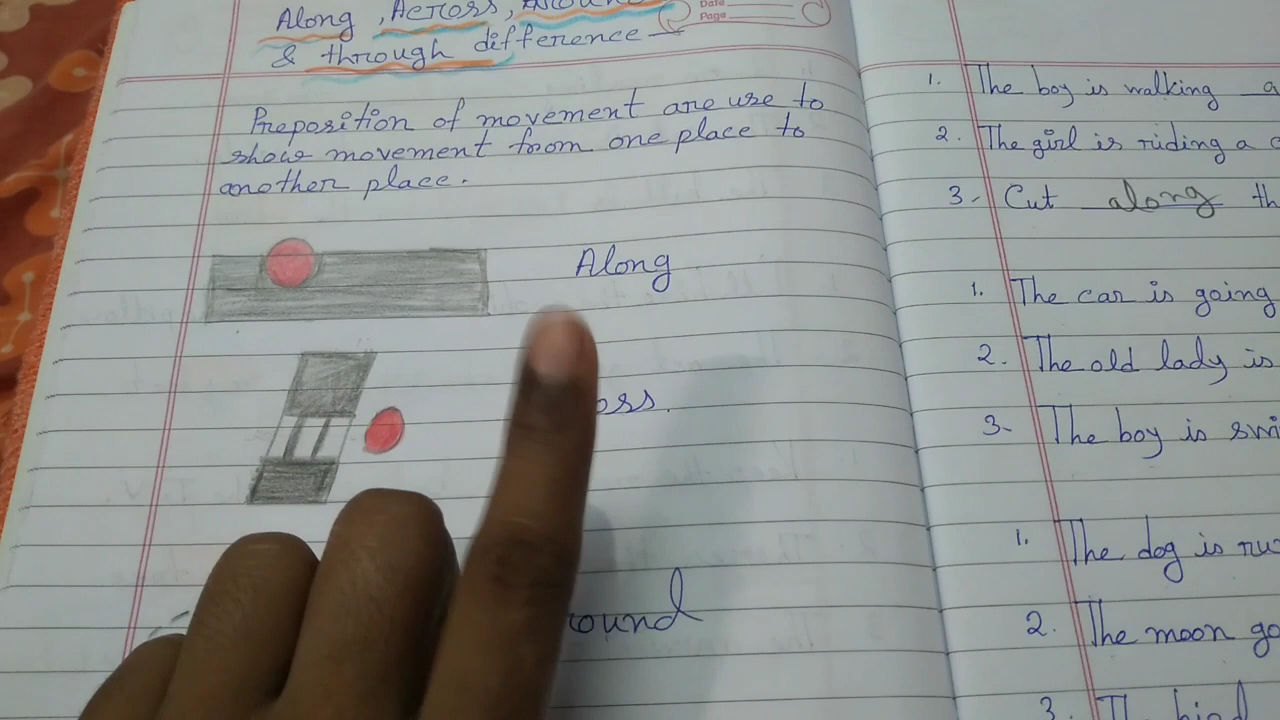 Along , Across, Around
& through difference
Date
Page
Preposition of movement are use to
show movement from one place to
another place.
Along
oss.
ound
1. The boy is walking a
2. The girl is riding a
3. Cut along th
1. The car is going
2. The old lady is
3. The boy is swi
1. The dog is ru
2. The moon go
3.